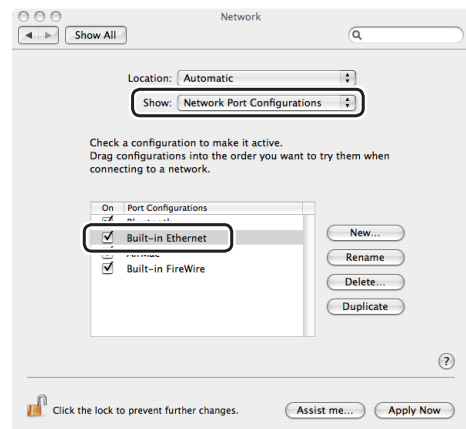 Network
Show All
Location: Automatic
Show: Network Port Configurations
Check a configuration to make it active.
Drag configurations into the order you want to try them when
connecting to a network.
On Port Configurations
Built-in Ethernet
Built-in FireWire
New...
Rename
Delete...
Duplicate
?
Click the lock to prevent further changes.
Assist me...
Apply Now